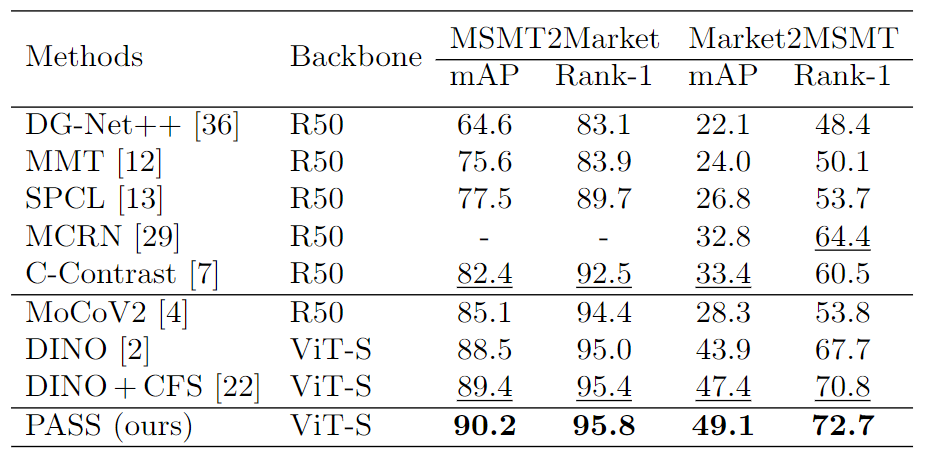 Methods Backbone MSMT2Market Market2MSMT
mAP Rank-1 mAP Rank-1
DG-Net++ [36] R50 64.6 83.1 22.1 48.4
MMT [12] R50 75.6 83.9 24.0 50.1
SPCL [13] R50 77.5 89.7 26.8 53.7
MCRN [29] R50 - - 32.8 64.4
C-Contrast [7] R50 82.4 92.5 33.4 60.5
MoCoV2 [4] R50 85.1 94.4 28.3 53.8
DINO [2] ViT-S 88.5 95.0 43.9 67.7
DINO + CFS [22] ViT-S 89.4 95.4 47.4 70.8
PASS (ours) ViT-S 90.2 95.8 49.1 72.7